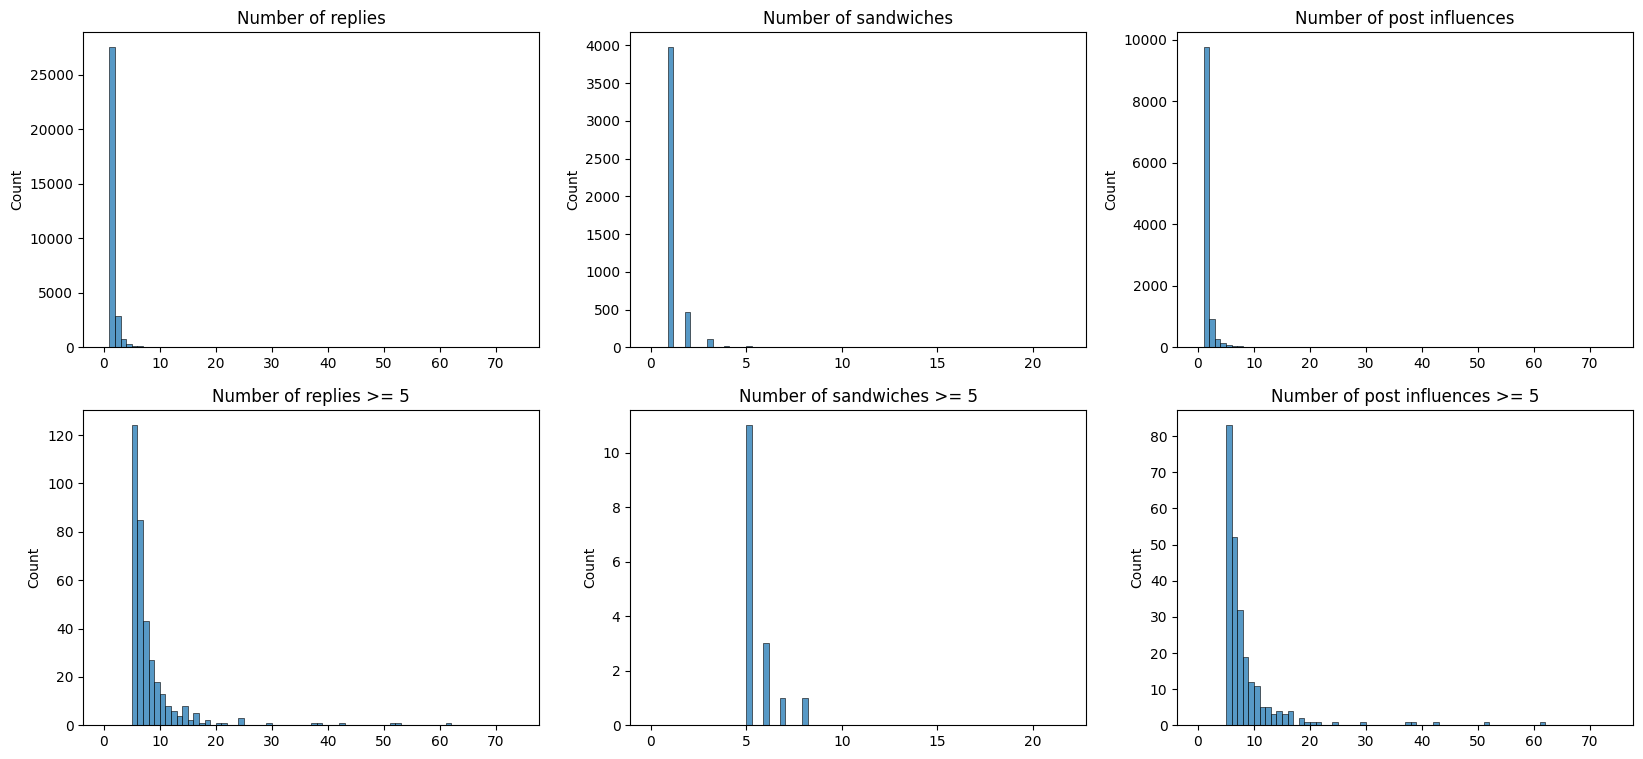 Number of replies
25000
20000
15000
10000
5000
0
Count
0 10 20 30 40 50 60 70
Number of sandwiches
4000
3500
3000
2500
2000
1500
1000
500
0
Count
0 5 10 15 20
Number of post influences
10000
8000
6000
4000
2000
0
Count
0 10 20 30 40 50 60 70
Number of replies >= 5
120
100
80
60
40
20
0
Count
0 10 20 30 40 50 60 70
Number of sandwiches >= 5
10
8
6
4
2
0
Count
0 5 10 15 20
Number of post influences >= 5
80
70
60
50
40
30
20
10
0
Count
0 10 20 30 40 50 60 70